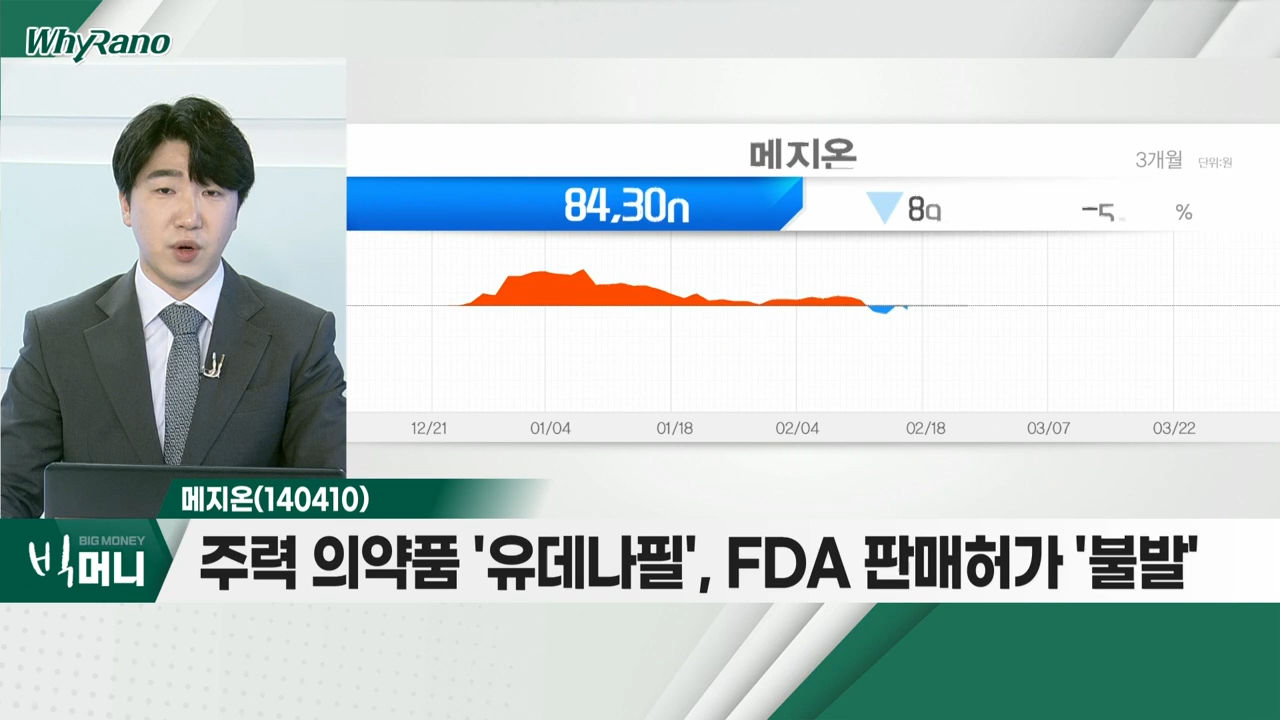 WhyRano
메지온
3개월 단위:원
%
12/21 01/04 01/18 02/04 02/18 03/07 03/22
메지온(140410)
BIG MONEY
빅머니
주력 의약품 '유데나필', FDA 판매허가 '불발'